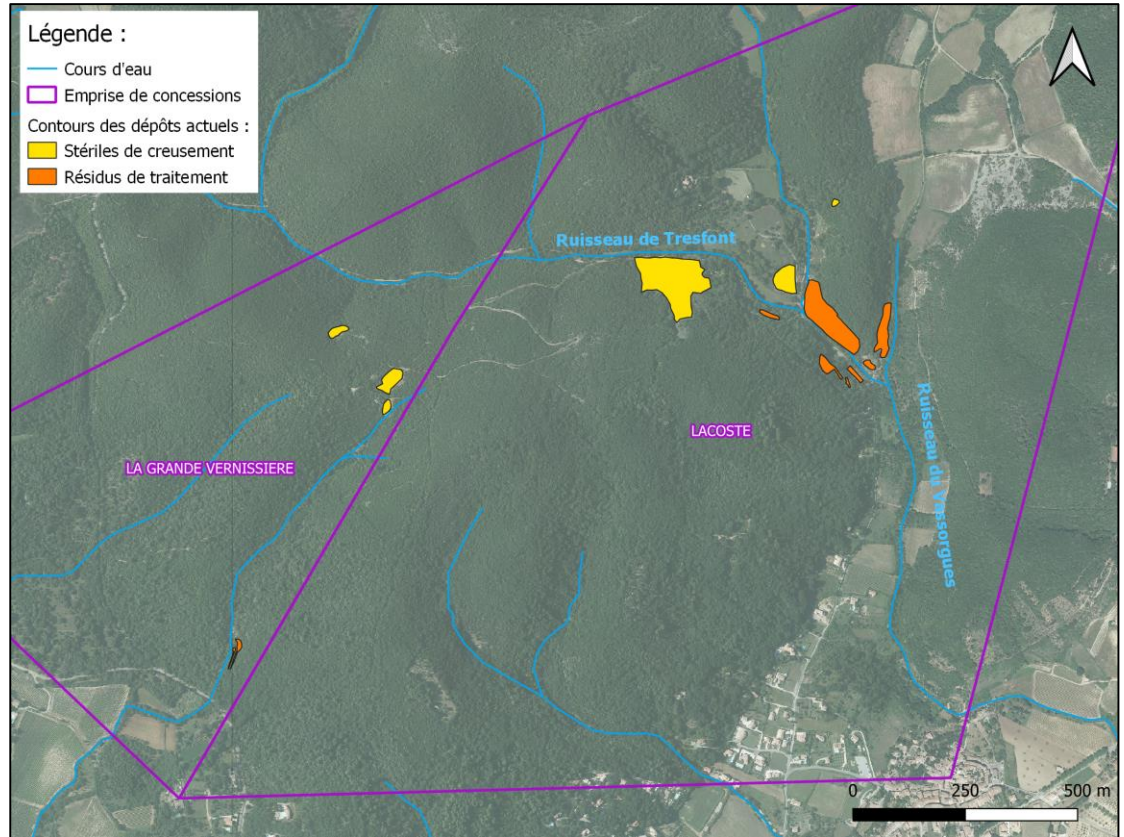 Légende :
Cours d'eau
Emprise de concessions
Contours des dépôts actuels :
Stériles de creusement
Résidus de traitement
Ruisseau de Tresfont
LACOSTE
Ruisseau du Vassorgues
LA GRANDE VERNISSIERE
0 250 500 m